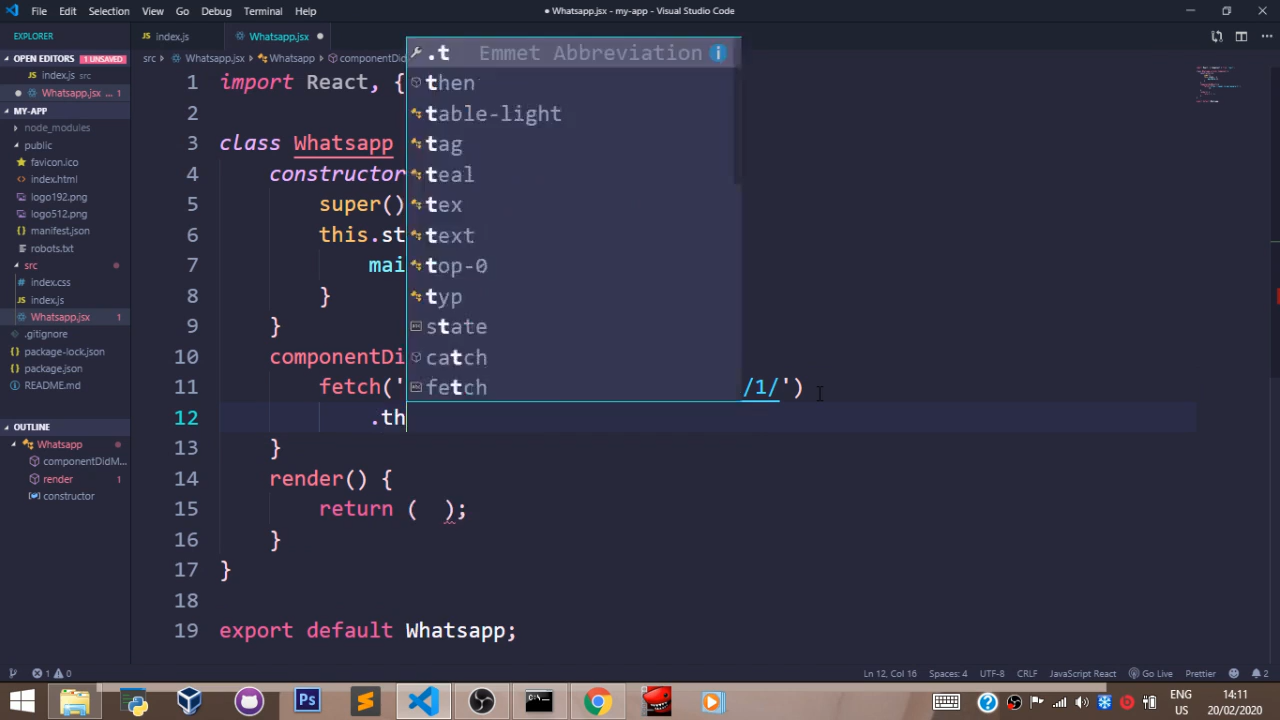 File Edit Selection View Go Debug Terminal Help
● Whatsapp.jsx - my-app - Visual Studio Code
EXPLORER
OPEN EDITORS 1 UNSAVED
index.js src
Whatsapp.jsx ... 1
MY-APP
node_modules
public
favicon.ico
index.html
logo192.png
logo512.png
manifest.json
robots.txt
src
index.css
index.js
Whatsapp.jsx 1
.gitignore
package-lock.json
package.json
README.md
OUTLINE
Whatsapp
componentDidM...
render 1
constructor
index.js Whatsapp.jsx
src Whatsapp.jsx Whatsapp componentDid
1 import React, {
2
3 class Whatsapp
4 constructor
5 super()
6 this.st
7 mai
8 }
9 }
10 componentDi
11 fetch(' /1/')
12 .th
13 }
14 render() {
15 return ( );
16 }
17 }
18
19 export default Whatsapp;
.t Emmet Abbreviation
then
table-light
tag
teal
tex
text
top-0
typ
state
catch
fetch
1 0
Ln 12, Col 16 Spaces: 4 UTF-8 CRLF JavaScript React Go Live Prettier 2
Ps
ENG
US
14:11
20/02/2020